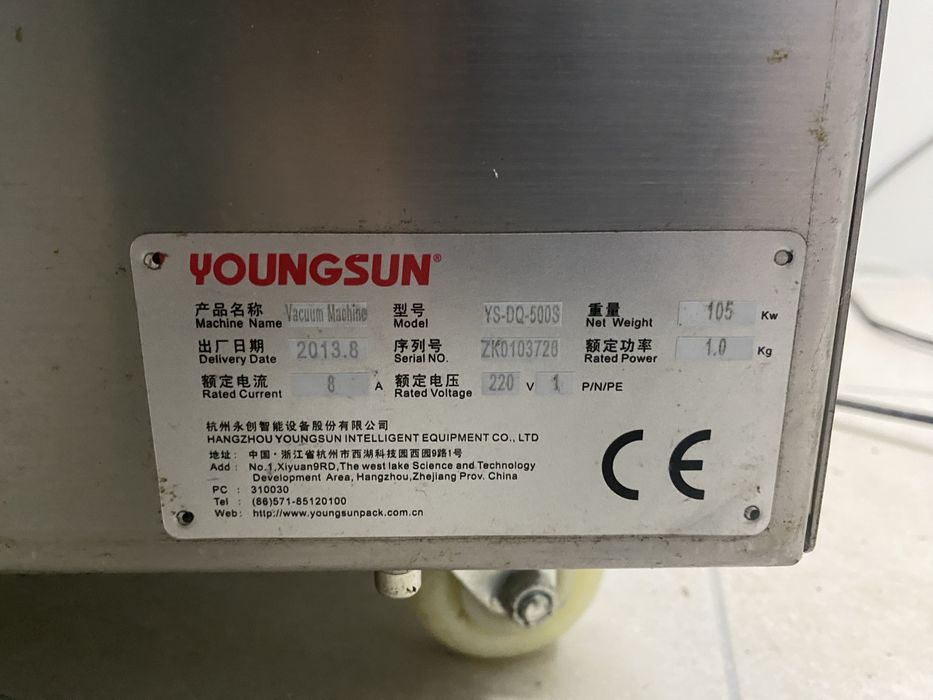 YOUNGSUN®
产品名称 Vacuum Machine 型号 YS-DQ-500S 重量 105 Kw
Machine Name Model Net Weight
出厂日期 2013.8 序列号 ZK0103728 额定功率 1.0 Kg
Delivery Date Serial NO. Rated Power
额定电流 8 A 额定电压 220 V 1 P/N/PE
Rated Current Rated Voltage
杭州永创智能设备股份有限公司
HANGZHOU YOUNGSUN INTELLIGENT EQUIPMENT CO., LTD
地址: 中国·浙江省杭州市西湖科技园西园9路1号
Add : No.1,Xiyuan9RD,The west lake Science and Technology
Development Area, Hangzhou,Zhejiang Prov. China
PC : 310030
Tel : (86)571-85120100
Web: http://www.youngsunpack.com.cn
CE